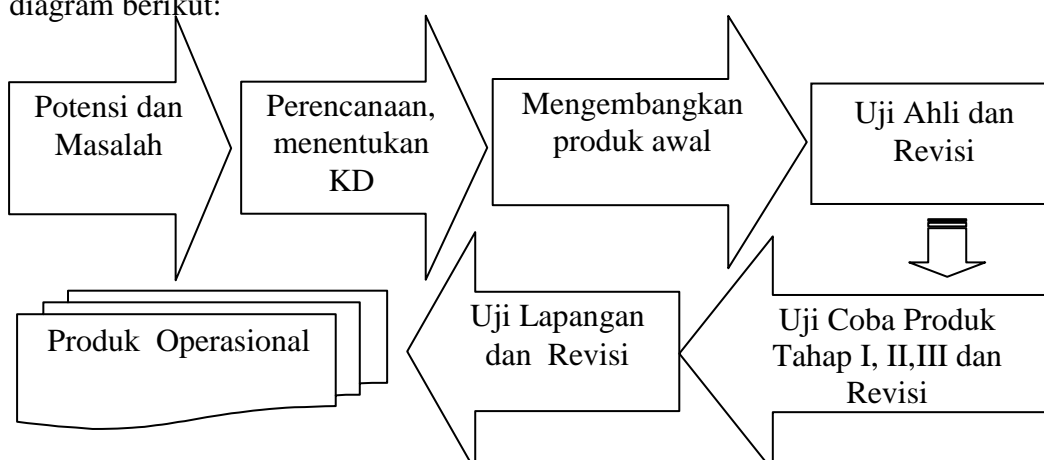 diagram berikut:
Potensi dan
Masalah
Perencanaan,
menentukan
KD
Mengembangkan
produk awal
Uji Ahli dan
Revisi
Uji Coba Produk
Tahap I, II,III dan
Revisi
Uji Lapangan
dan Revisi
Produk Operasional